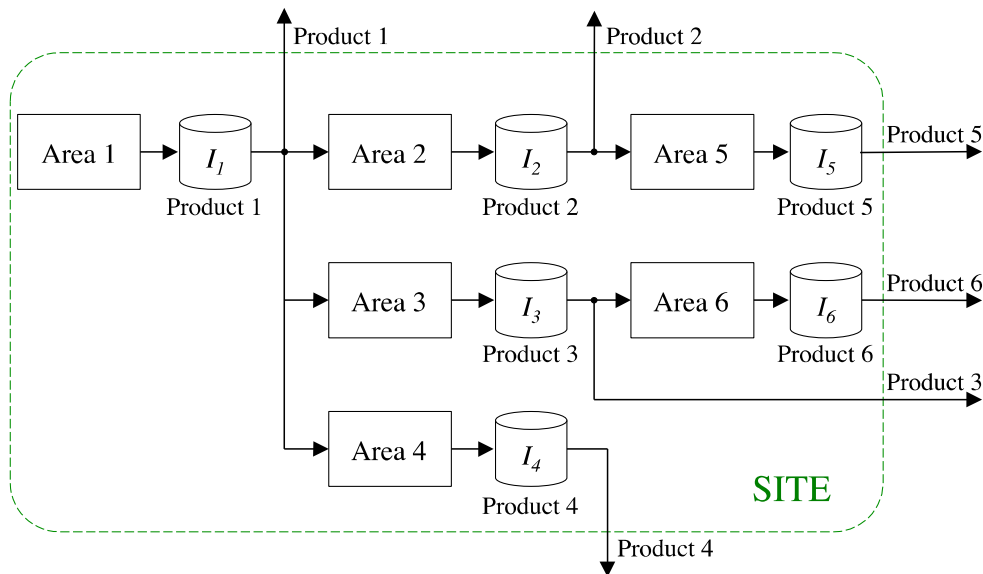 Product 1
Product 2
Area 1
I1
Area 2
I2
Area 5
I5
Product 5
Product 1
Product 2
Product 5
Area 3
I3
Area 6
I6
Product 6
Product 3
Product 6
Product 3
Area 4
I4
Product 4
SITE
Product 4